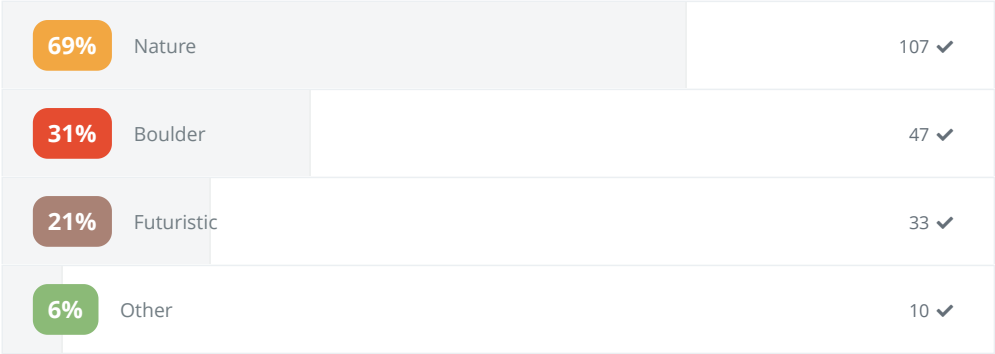 69% Nature 107
31% Boulder 47
21% Futuristic 33
6% Other 10